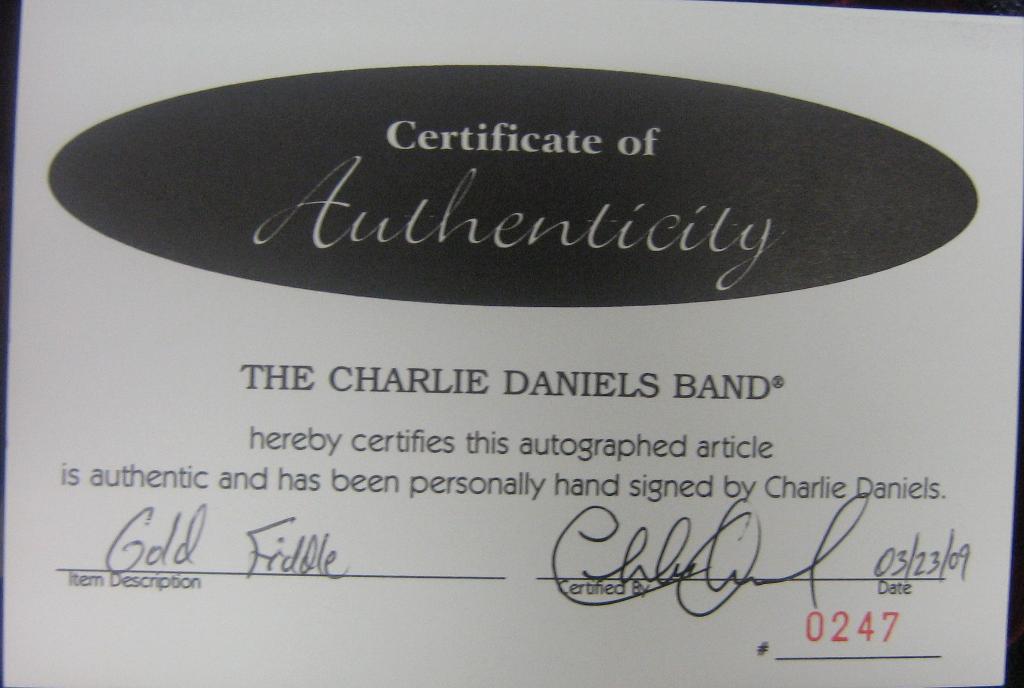 Certificate of
Authenticity
THE CHARLIE DANIELS BAND®
hereby certifies this autographed article
is authentic and has been personally hand signed by Charlie Daniels.
Gold Fiddle 03/23/09
Item Description Certified By Date
# 0247